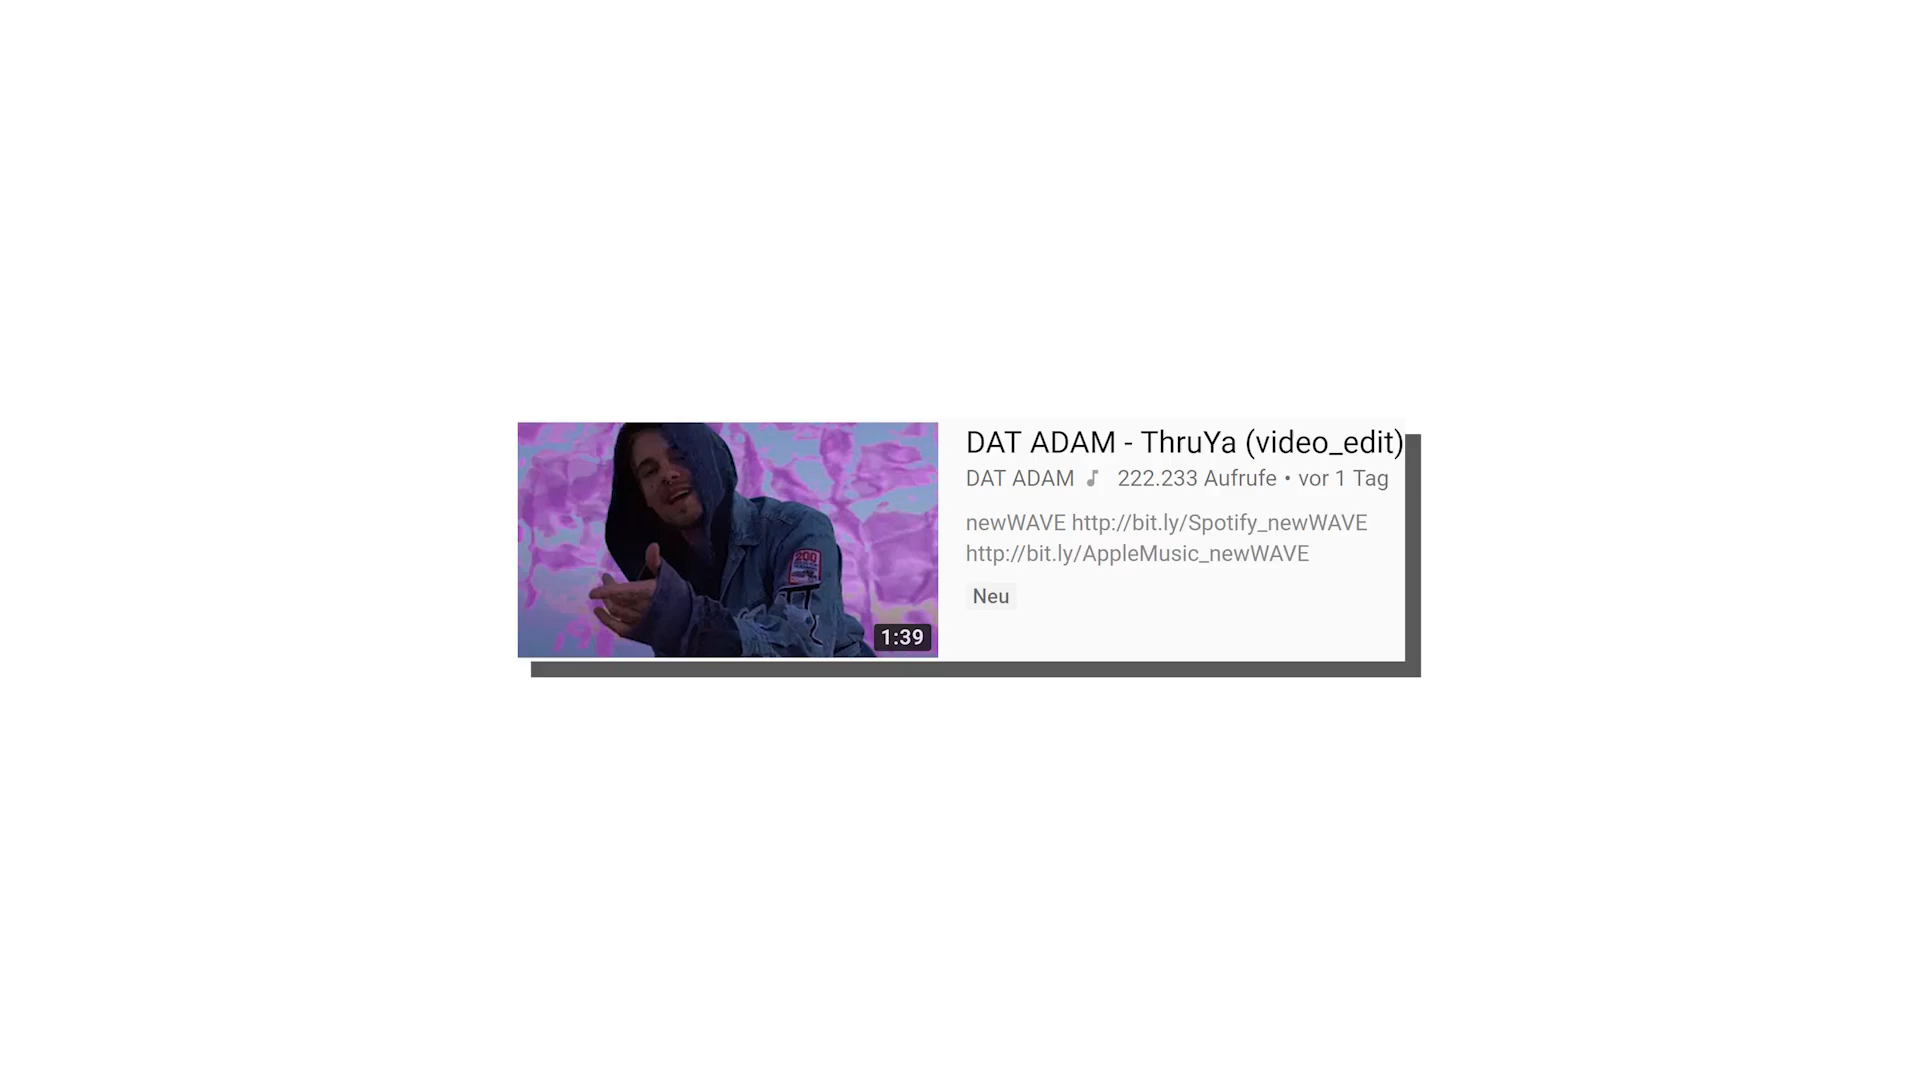 DAT ADAM - ThruYa (video_edit)
DAT ADAM 222.233 Aufrufe • vor 1 Tag
newWAVE http://bit.ly/Spotify_newWAVE
http://bit.ly/AppleMusic_newWAVE
Neu
200
1:39